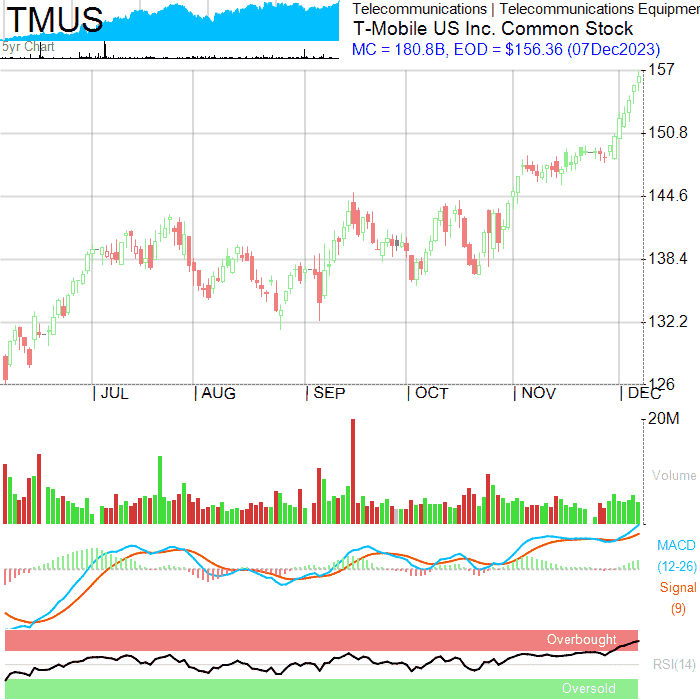 TMUS
5yr Chart
Telecommunications | Telecommunications Equipmen
T-Mobile US Inc. Common Stock
MC = 180.8B, EOD = $156.36 (07Dec2023)
157
150.8
144.6
138.4
132.2
126
| JUL | AUG | SEP | OCT | NOV | DEC
20M
Volume
MACD
(12-26)
Signal
(9)
Overbought
RSI(14)
Oversold